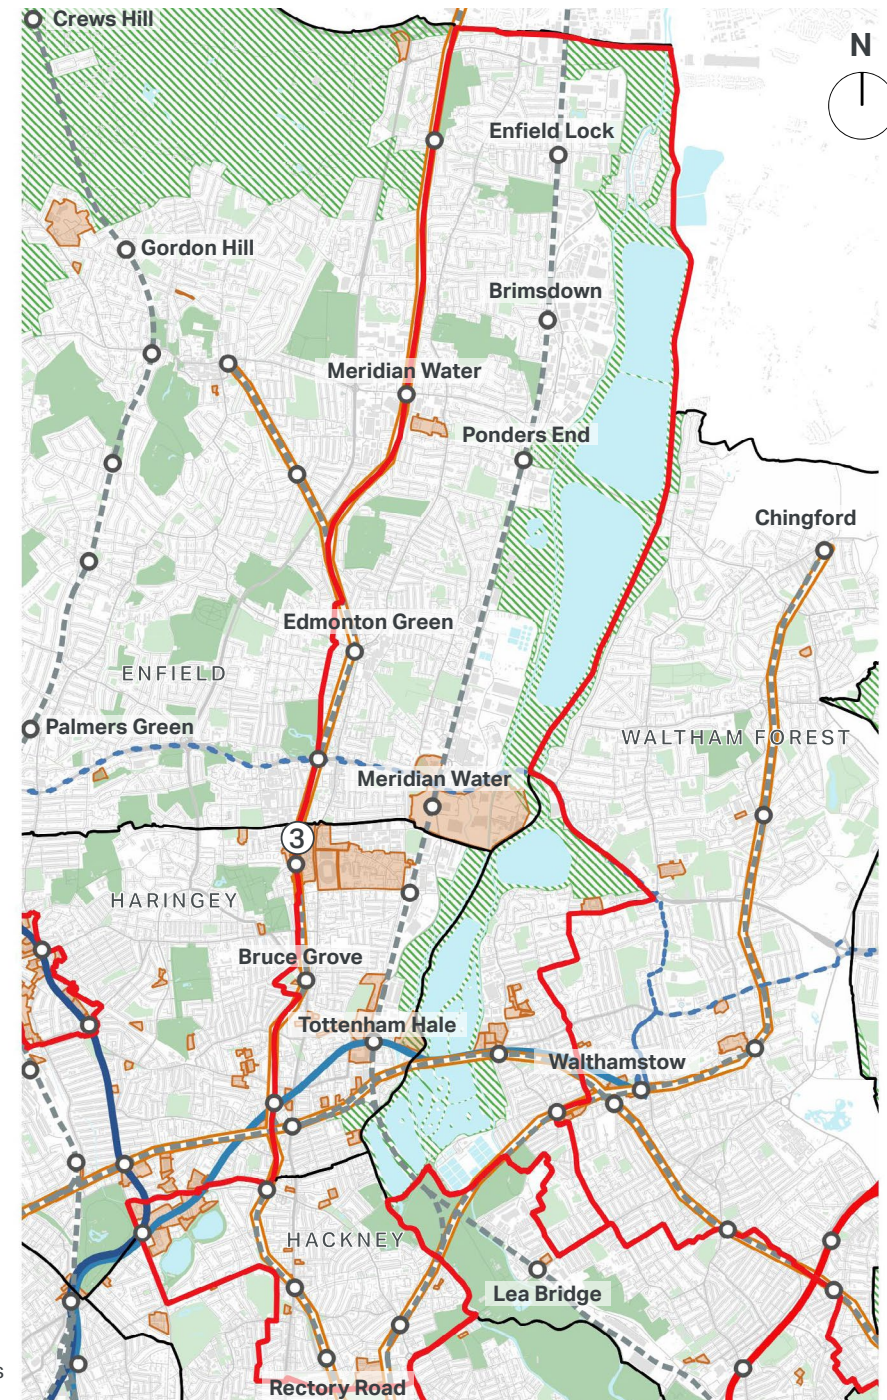 Crews Hill
N
Enfield Lock
Gordon Hill
Brimsdown
Meridian Water
Ponders End
Chingford
Edmonton Green
ENFIELD
Palmers Green
WALTHAM FOREST
Meridian Water
3
HARINGEY
Bruce Grove
Tottenham Hale
Walthamstow
HACKNEY
Lea Bridge
s
Rectory Road